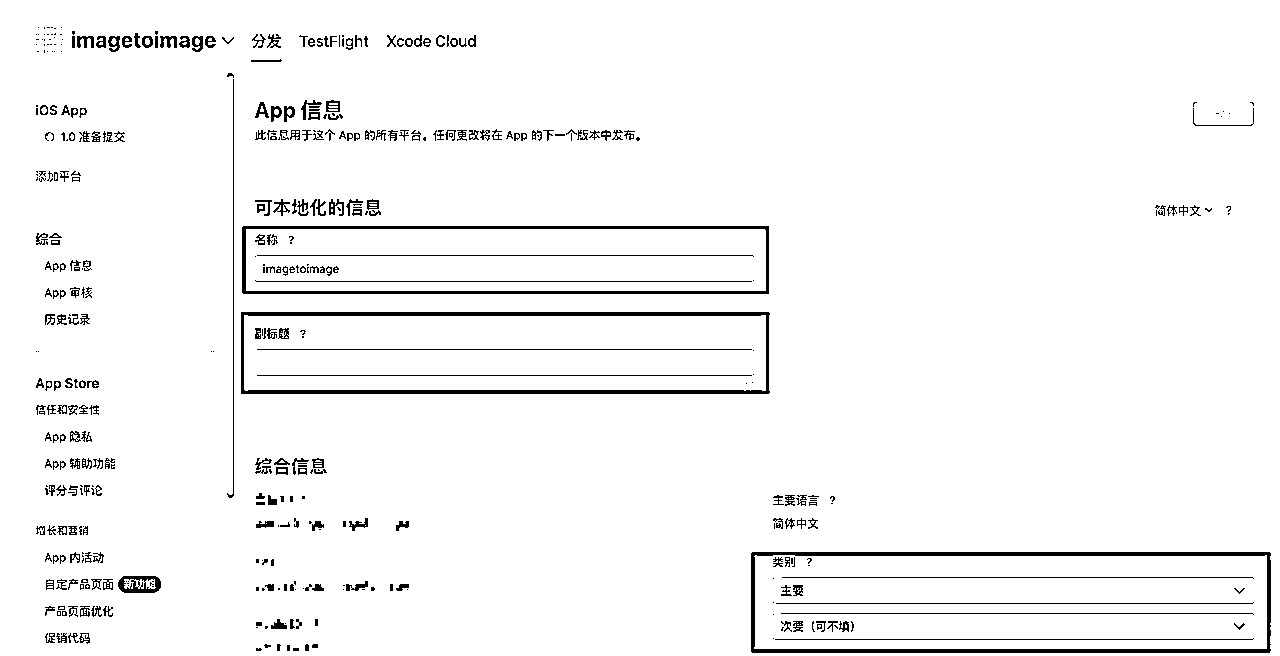 imagetoimage
分发 TestFlight Xcode Cloud
iOS App
1.0 准备提交
添加平台
综合
App 信息
App 审核
历史记录
App Store
信任和安全性
App 隐私
App 辅助功能
评分与评论
增长和营销
App 内活动
自定产品页面 新功能
产品页面优化
促销代码
App 信息
此信息用于这个 App 的所有平台。任何更改将在 App 的下一个版本中发布。
可本地化的信息
简体中文 ?
名称 ?
imagetoimage
副标题 ?
综合信息
主要语言 ?
简体中文
类别 ?
主要
次要（可不填）